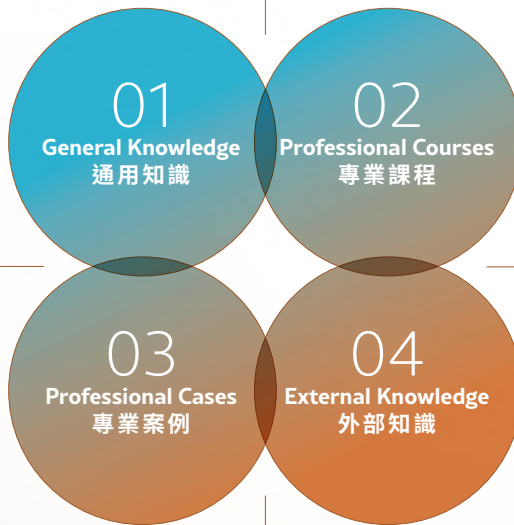 01
General Knowledge
通用知識
02
Professional Courses
專業課程
03
Professional Cases
專業案例
04
External Knowledge
外部知識